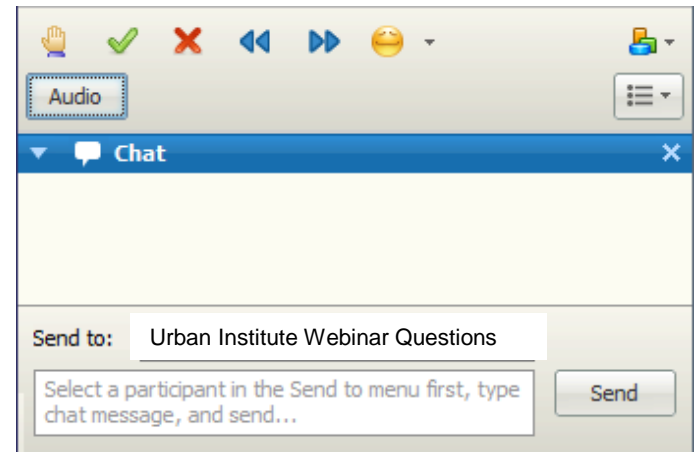 Audio
Chat
Send to: Urban Institute Webinar Questions
Select a participant in the Send to menu first, type
chat message, and send...
Send